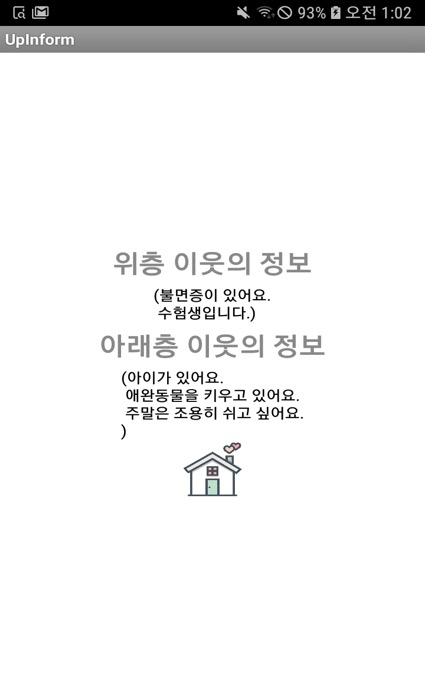 93% 오전 1:02
UpInform
위층 이웃의 정보
(불면증이 있어요.
수험생입니다.)
아래층 이웃의 정보
(아이가 있어요.
애완동물을 키우고 있어요.
주말은 조용히 쉬고 싶어요.
)